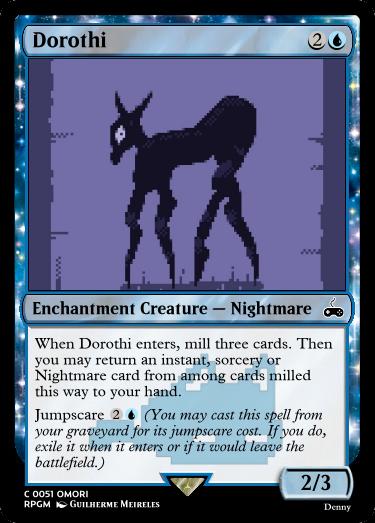 Dorothi
2
Enchantment Creature — Nightmare
When Dorothi enters, mill three cards. Then
you may return an instant, sorcery or
Nightmare card from among cards milled
this way to your hand.
Jumpscare 2 (You may cast this spell from
your graveyard for its jumpscare cost. If you do,
exile it when it enters or if it would leave the
battlefield.)
2/3
C 0051 OMORI
RPGM Guilherme Meireles
Denny